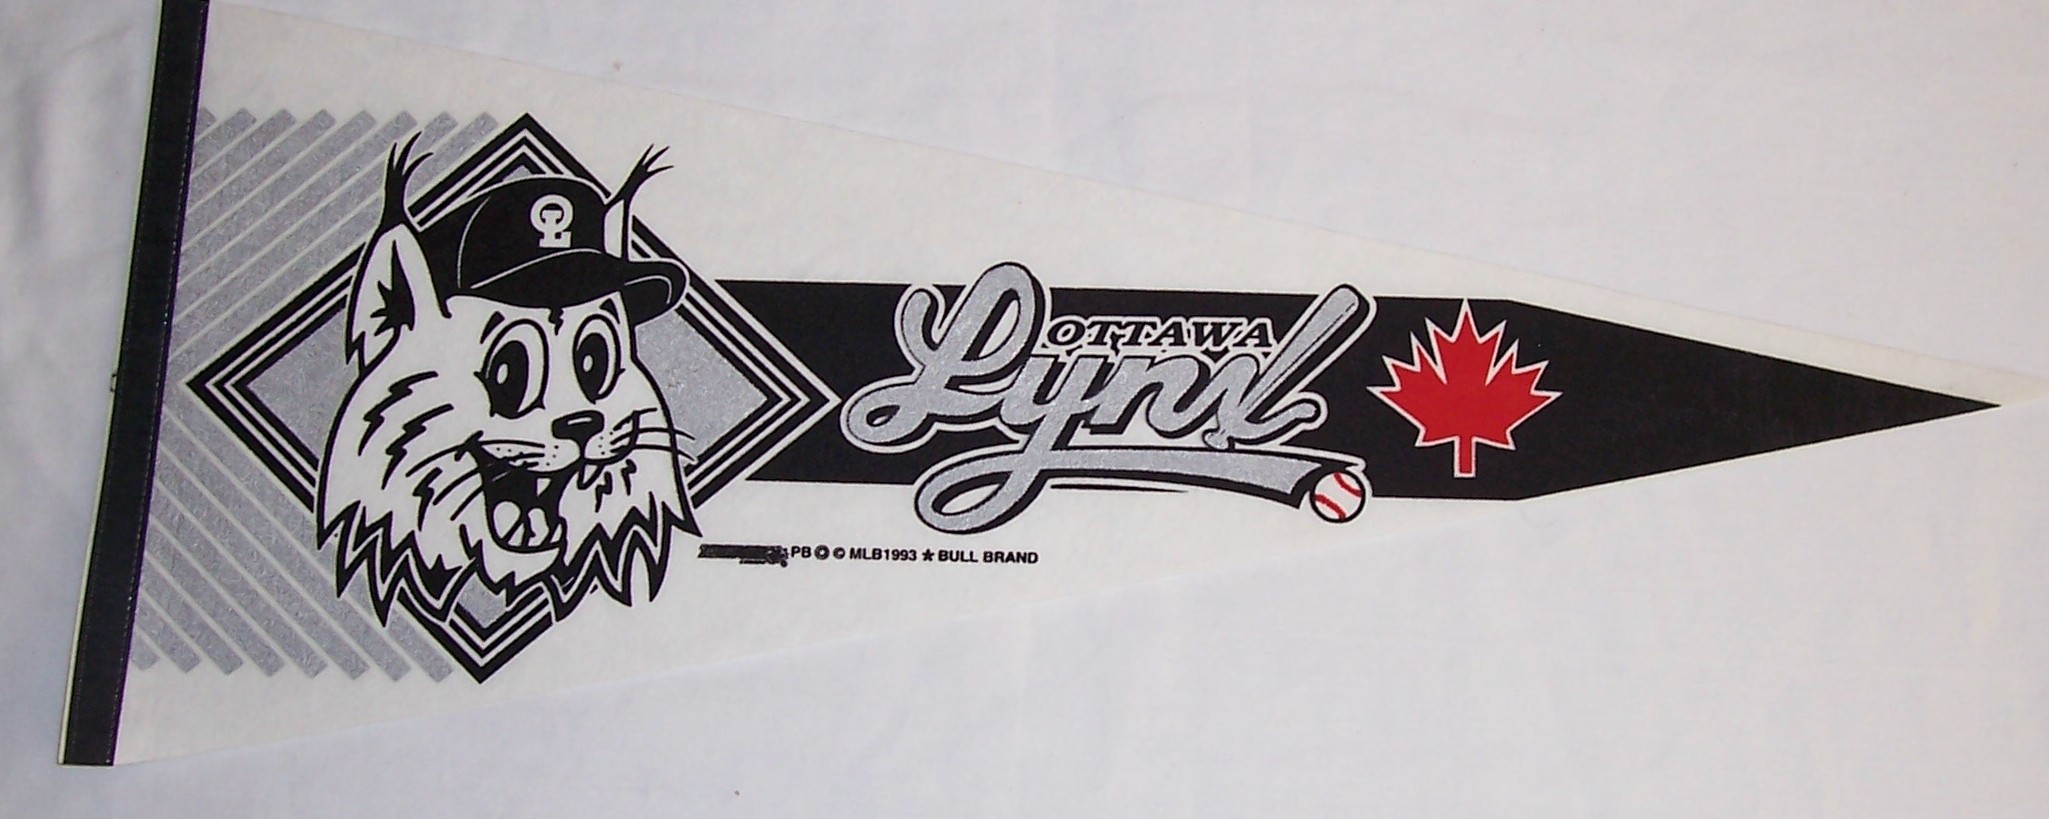 OL
OTTAWA
Lynx
PB © © MLB1993 ★ BULL BRAND